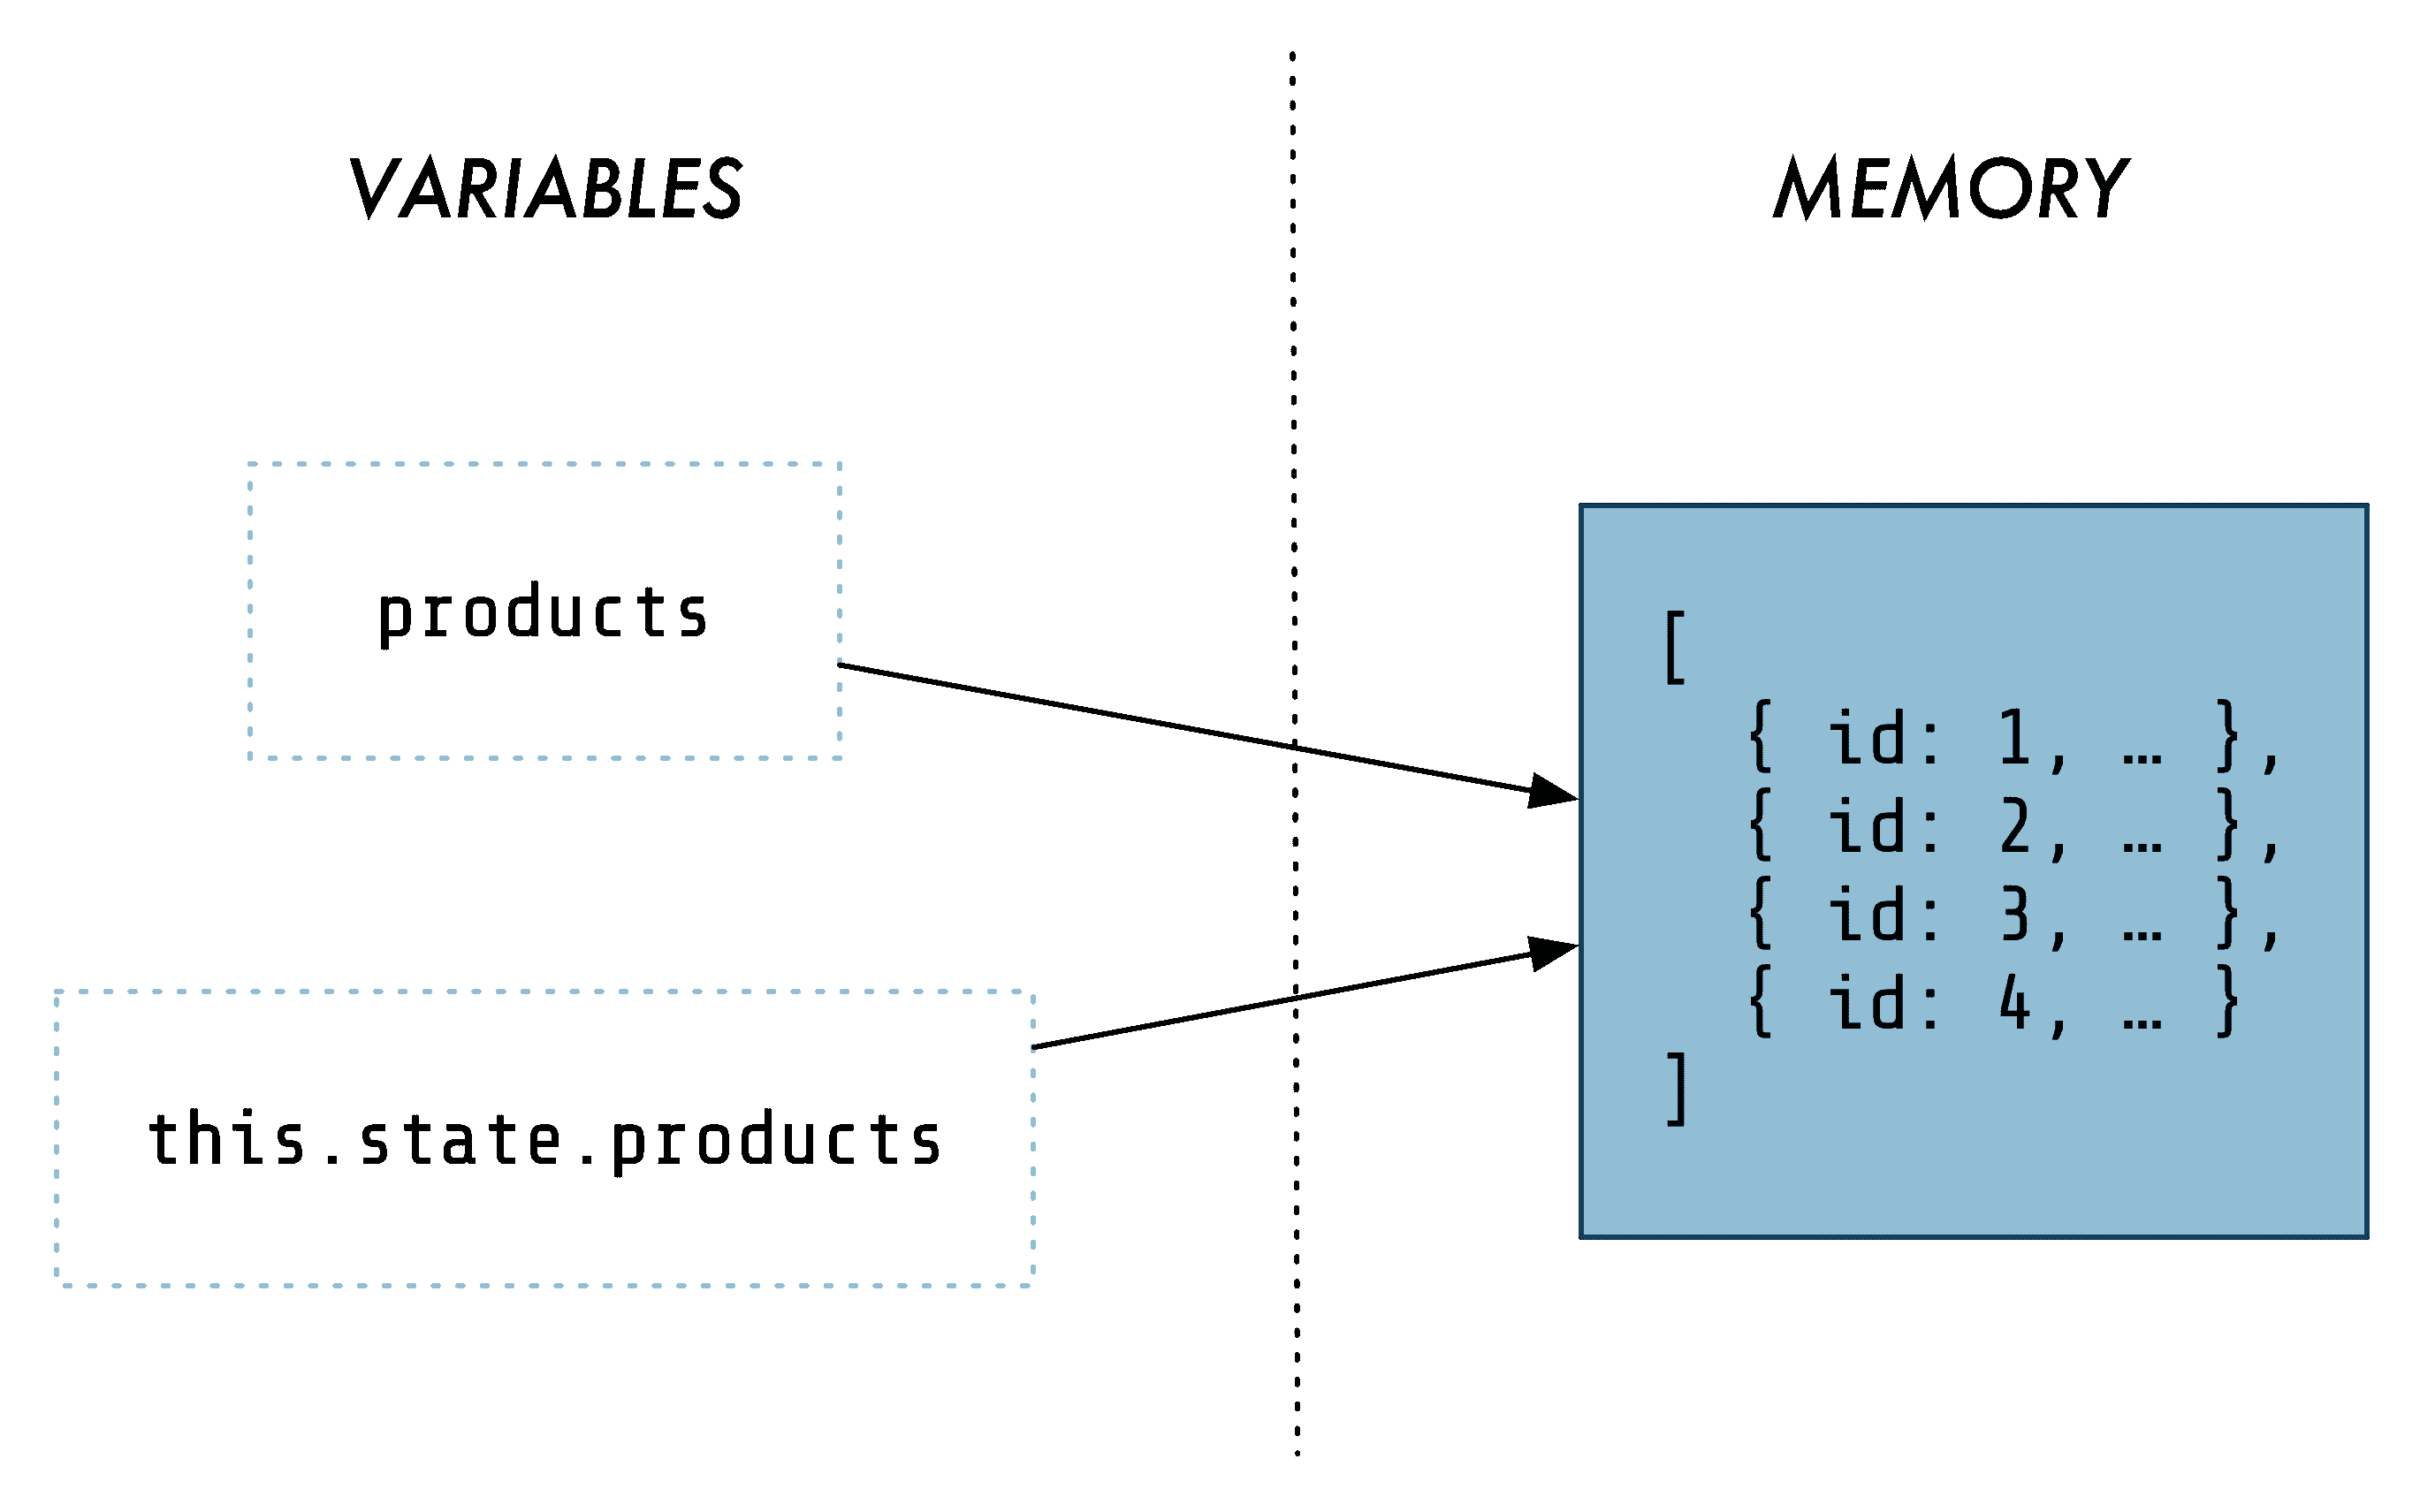 VARIABLES
MEMORY
products
this.state.products
[
{ id: 1, … },
{ id: 2, … },
{ id: 3, … },
{ id: 4, … }
]